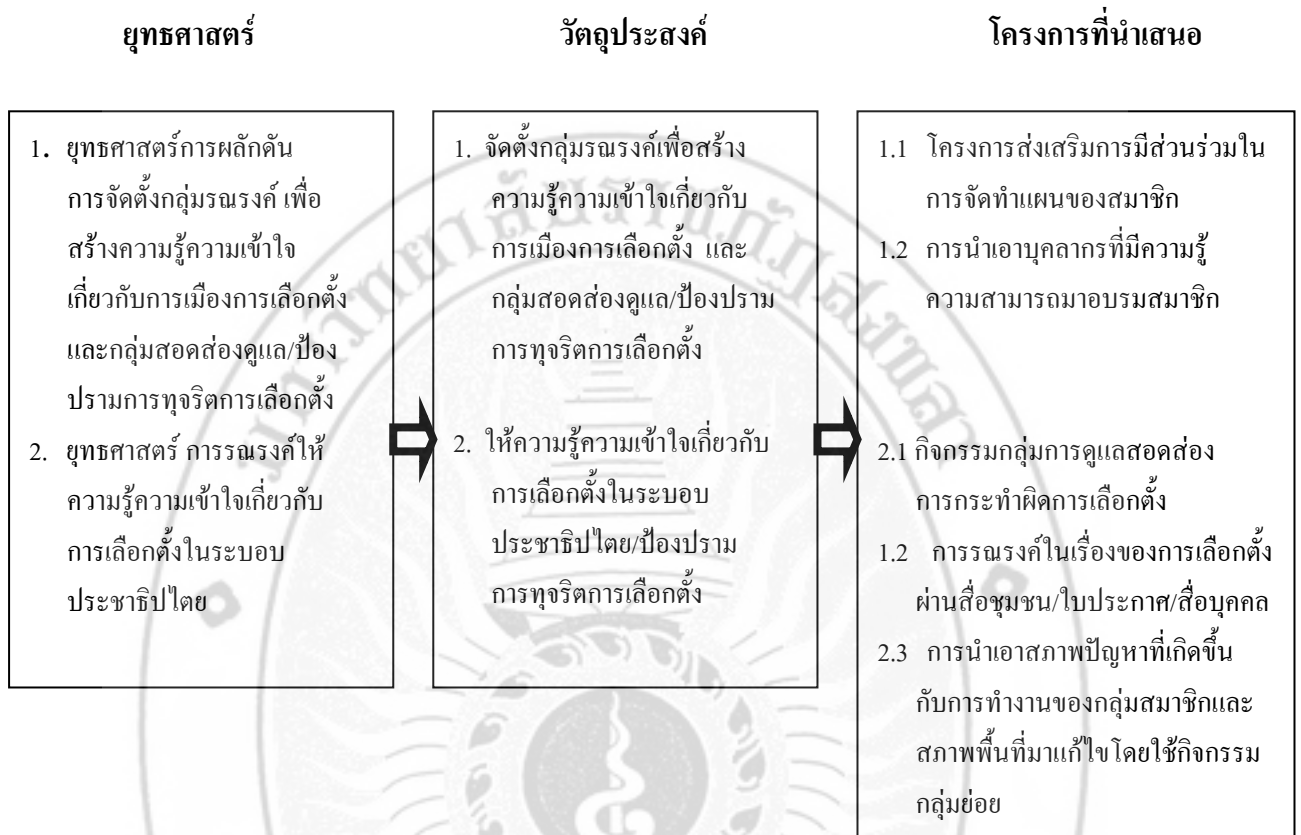 ยุทธศาสตร์
วัตถุประสงค์
โครงการที่นำเสนอ
1. ยุทธศาสตร์การผลักดัน
การจัดตั้งกลุ่มรณรงค์ เพื่อ
สร้างความรู้ความเข้าใจ
เกี่ยวกับการเมืองการเลือกตั้ง
และกลุ่มสอดส่องดูแล/ป้อง
ปรามการทุจริตการเลือกตั้ง
2. ยุทธศาสตร์ การรณรงค์ให้
ความรู้ความเข้าใจเกี่ยวกับ
การเลือกตั้งในระบอบ
ประชาธิปไตย
1. จัดตั้งกลุ่มรณรงค์เพื่อสร้าง
ความรู้ความเข้าใจเกี่ยวกับ
การเมืองการเลือกตั้ง และ
กลุ่มสอดส่องดูแล/ป้องปราม
การทุจริตการเลือกตั้ง
2. ให้ความรู้ความเข้าใจเกี่ยวกับ
การเลือกตั้งในระบอบ
ประชาธิปไตย/ป้องปราม
การทุจริตการเลือกตั้ง
1.1 โครงการส่งเสริมการมีส่วนร่วมใน
การจัดทำแผนของสมาชิก
1.2 การนำเอาบุคลากรที่มีความรู้
ความสามารถมาอบรมสมาชิก
2.1 กิจกรรมกลุ่มการดูแลสอดส่อง
การกระทำผิดการเลือกตั้ง
1.2 การรณรงค์ในเรื่องของการเลือกตั้ง
ผ่านสื่อชุมชน/ใบประกาศ/สื่อบุคคล
2.3 การนำเอาสภาพปัญหาที่เกิดขึ้น
กับการทำงานของกลุ่มสมาชิกและ
สภาพพื้นที่มาแก้ไขโดยใช้กิจกรรม
กลุ่มย่อย
มหาวิทยาลัยราชภัฏสงขลา